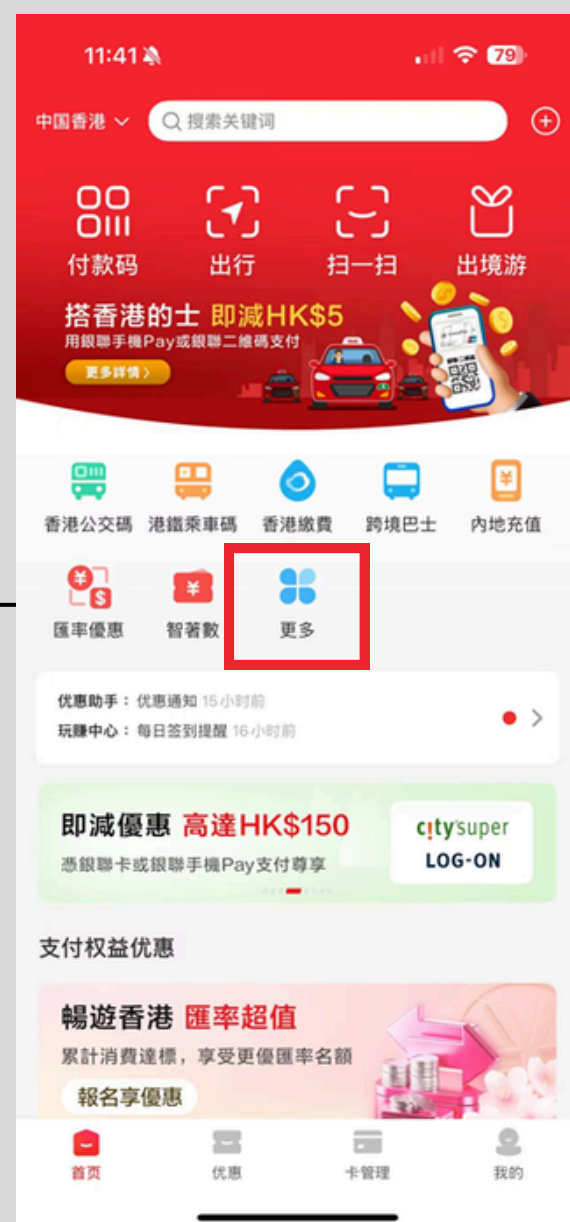 11:41
79
中国香港
搜索关键词
付款码 出行 扫一扫 出境游
搭香港的士 即減HK$5
用銀聯手機Pay或銀聯二維碼支付
更多詳情
香港公交碼 港鐵乘車碼 香港繳費 跨境巴士 內地充值
匯率優惠 智著數 更多
优惠助手：优惠通知 15小时前
玩赚中心：每日签到提醒 16小时前
即減優惠 高達HK$150
憑銀聯卡或銀聯手機Pay支付尊享
city'super
LOG-ON
支付权益优惠
暢遊香港 匯率超值
累計消費達標，享受更優匯率名額
報名享優惠
首页 优惠 卡管理 我的